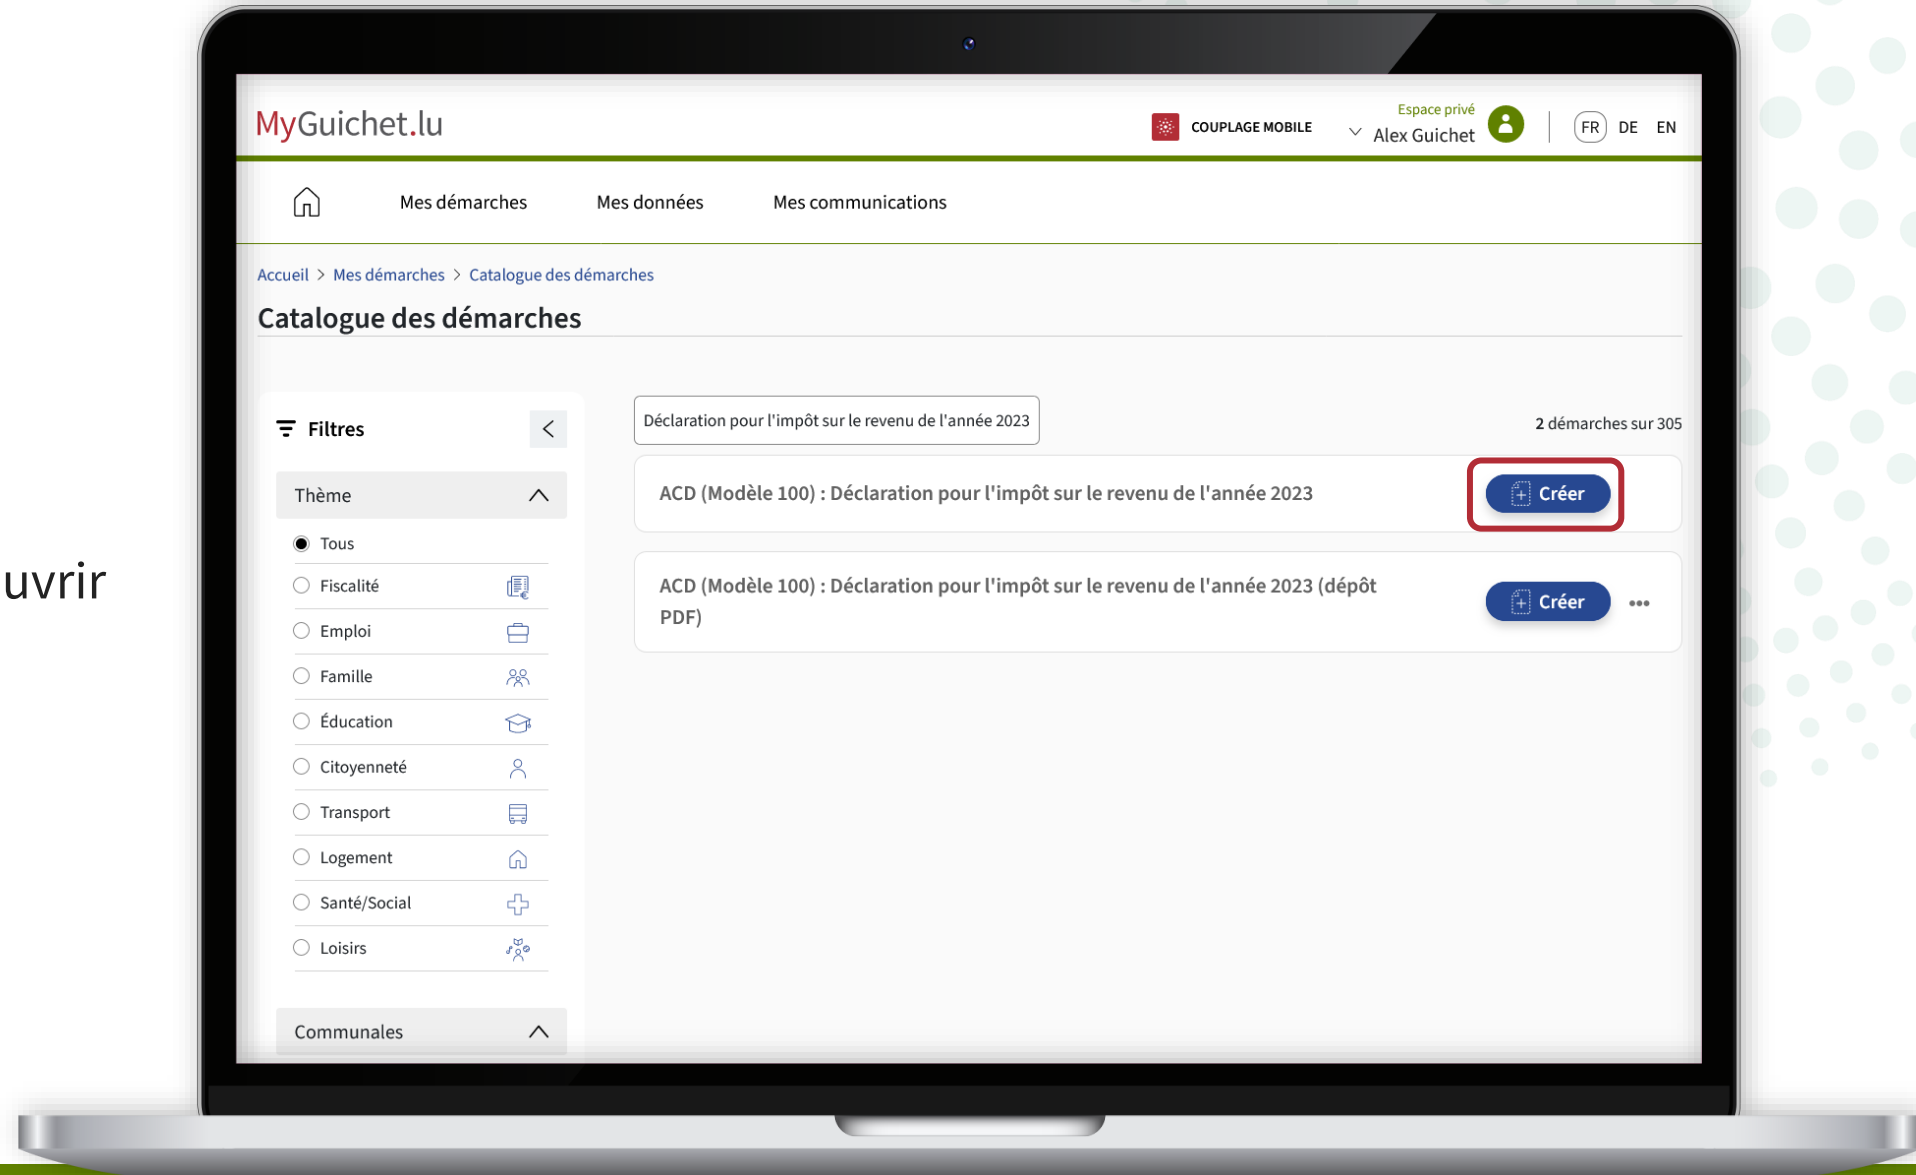 MyGuichet.lu
COUPLAGE MOBILE
Espace privé
Alex Guichet
FR DE EN
Mes démarches Mes données Mes communications
Accueil > Mes démarches > Catalogue des démarches
Catalogue des démarches
Filtres
Thème
Tous
Fiscalité
Emploi
Famille
Éducation
Citoyenneté
Transport
Logement
Santé/Social
Loisirs
Communales
Déclaration pour l'impôt sur le revenu de l'année 2023
2 démarches sur 305
ACD (Modèle 100) : Déclaration pour l'impôt sur le revenu de l'année 2023
Créer
ACD (Modèle 100) : Déclaration pour l'impôt sur le revenu de l'année 2023 (dépôt
PDF)
Créer
uvrir